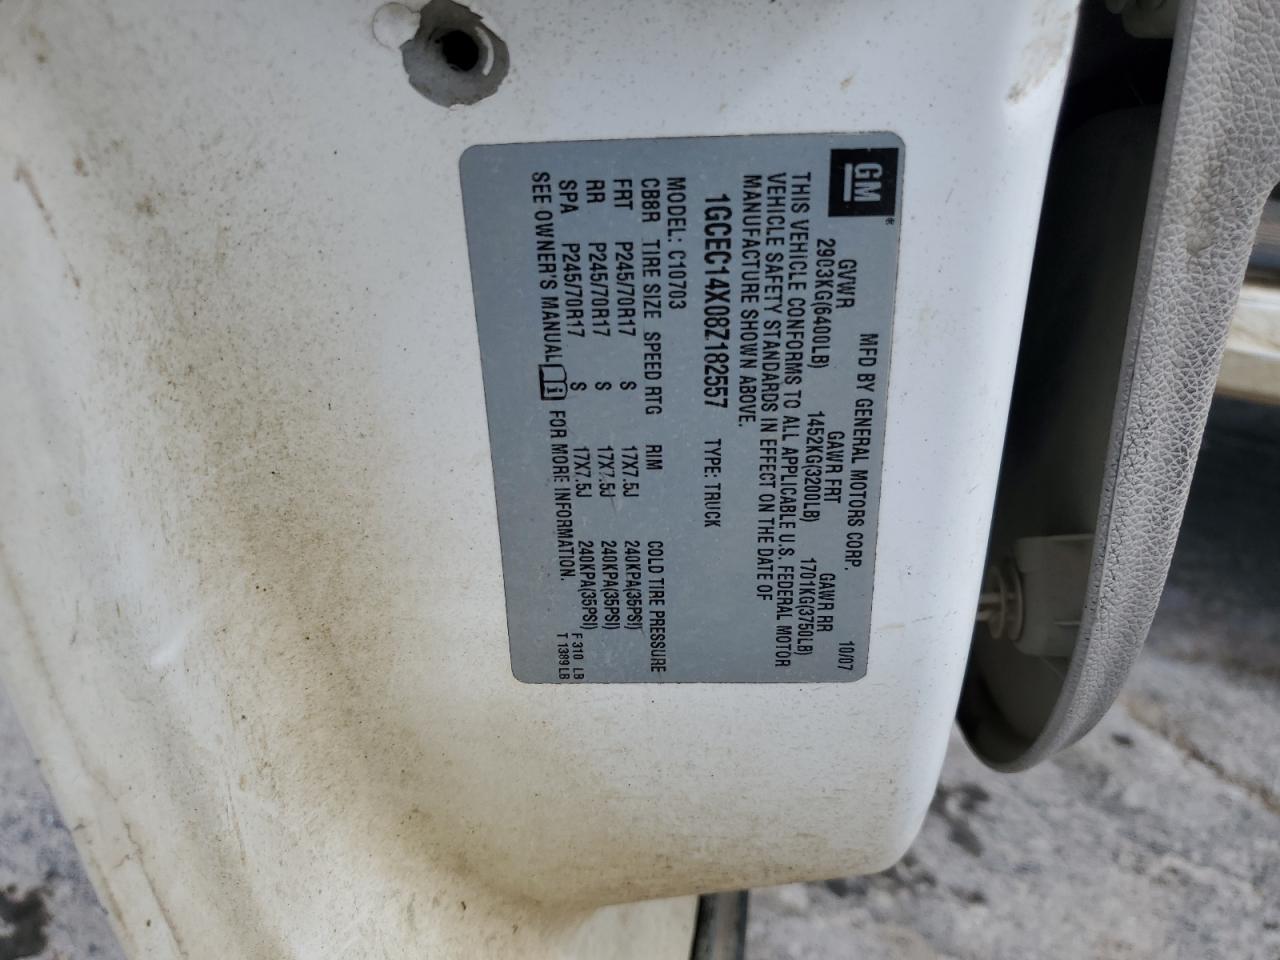 GM®
MFD BY GENERAL MOTORS CORP. 10/07
GVWR GAWR FRT GAWR RR
2903KG(6400LB) 1452KG(3200LB) 1701KG(3750LB)
THIS VEHICLE CONFORMS TO ALL APPLICABLE U.S. FEDERAL MOTOR
VEHICLE SAFETY STANDARDS IN EFFECT ON THE DATE OF
MANUFACTURE SHOWN ABOVE.
1GCEC14X08Z182557 TYPE: TRUCK
MODEL: C10703
CB8R TIRE SIZE SPEED RTG RIM COLD TIRE PRESSURE
FRT P245/70R17 S 17X7.5J 240KPA(35PSI)
RR P245/70R17 S 17X7.5J 240KPA(35PSI)
SPA P245/70R17 S 17X7.5J 240KPA(35PSI)
SEE OWNER'S MANUAL i FOR MORE INFORMATION.
F 310 LB
T 1389 LB